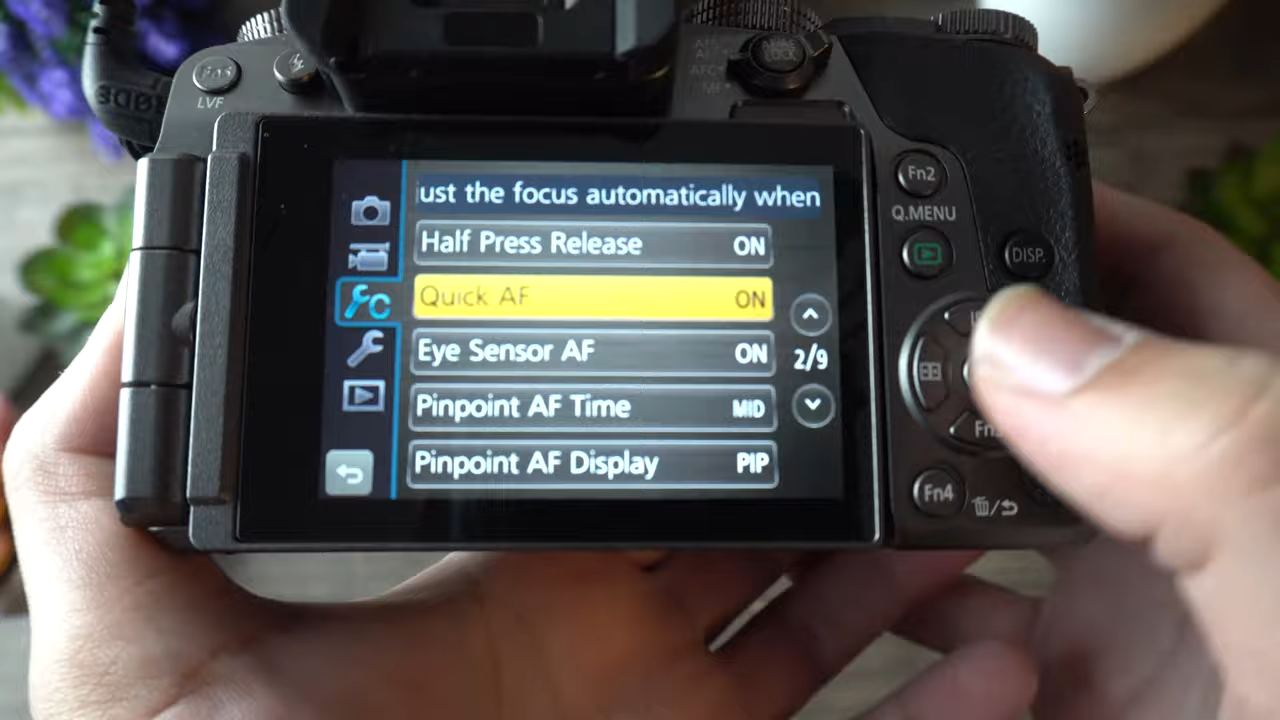 Fn5
LVF
AFC
ust the focus automatically when
Half Press Release ON
Quick AF ON
Eye Sensor AF ON
2/9
Pinpoint AF Time MID
Pinpoint AF Display PIP
Fn2
Q.MENU
DISP.
Fn4